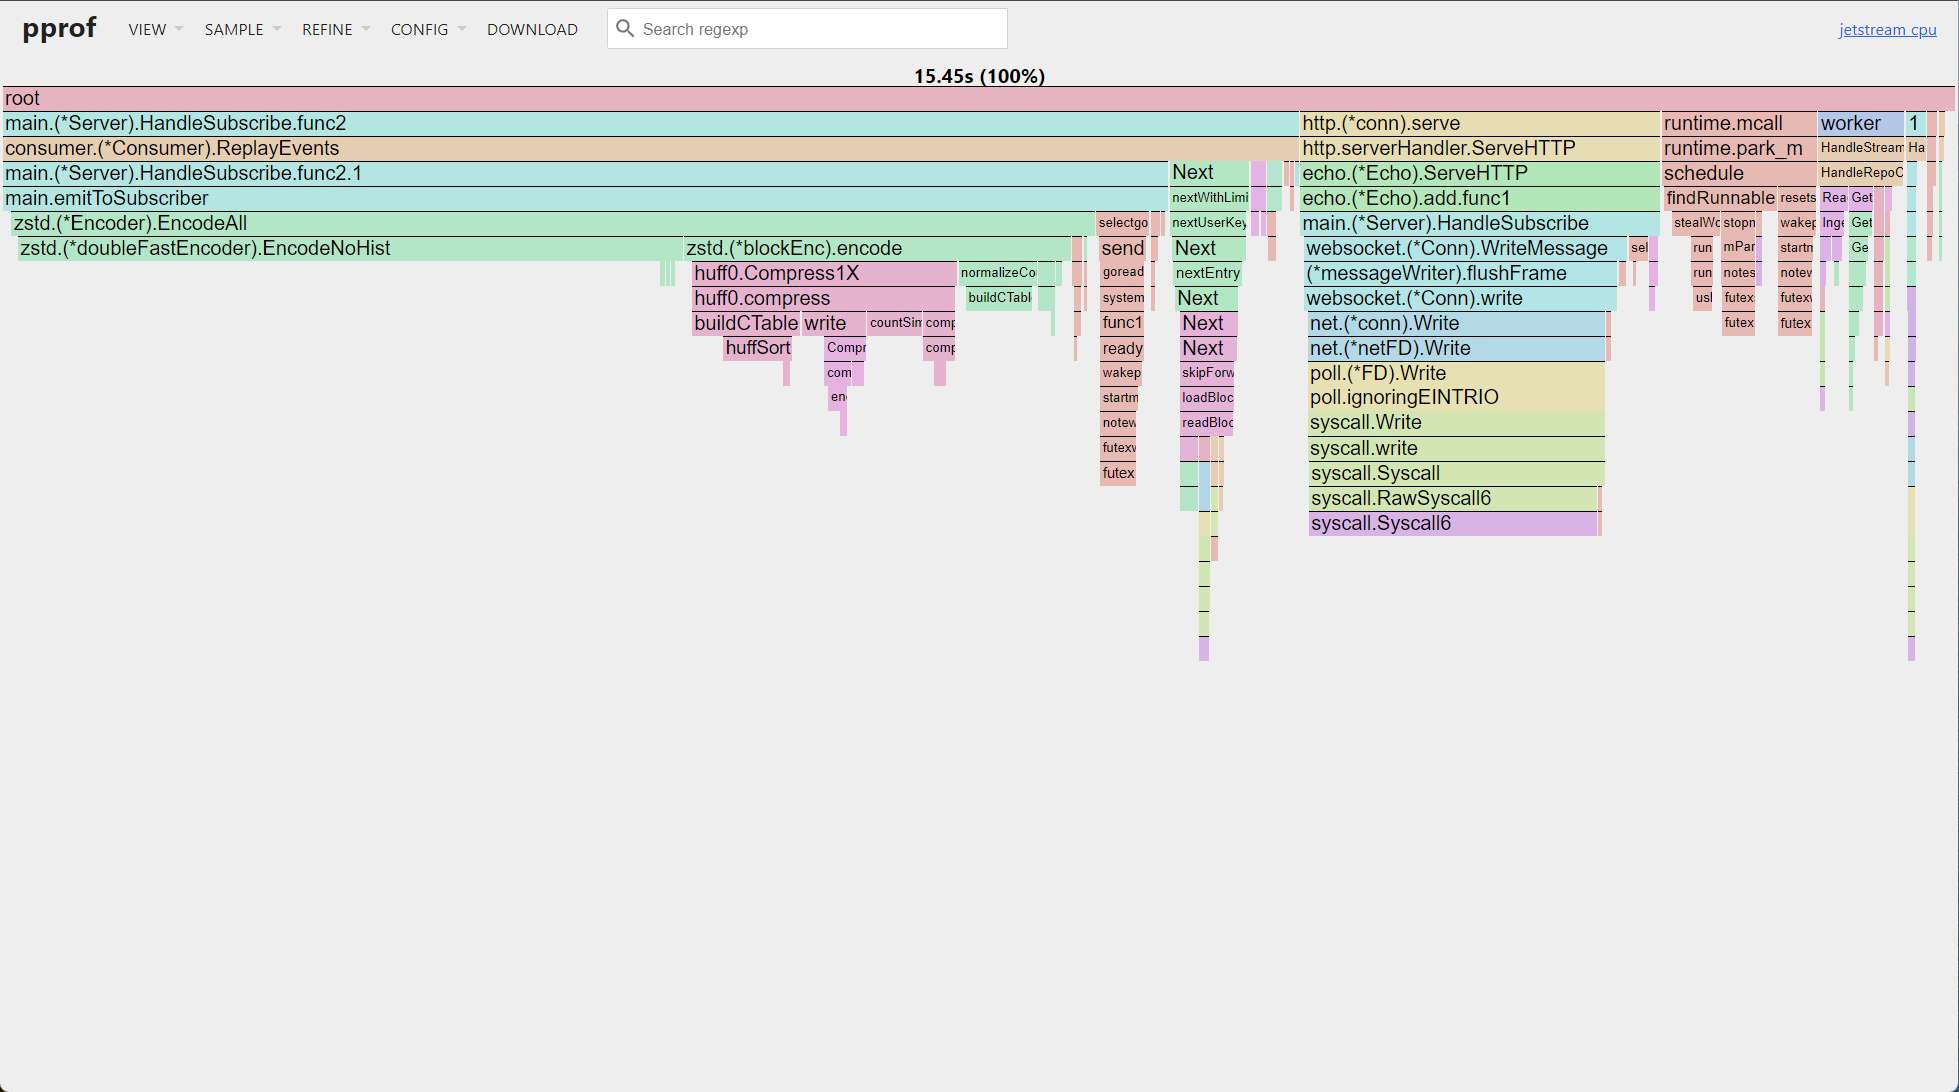 pprof VIEW SAMPLE REFINE CONFIG DOWNLOAD Search regexp jetstream cpu
15.45s (100%)
root
main.(*Server).HandleSubscribe.func2 http.(*conn).serve runtime.mcall worker 1
consumer.(*Consumer).ReplayEvents http.serverHandler.ServeHTTP runtime.park_m HandleStream Ha
main.(*Server).HandleSubscribe.func2.1 Next echo.(*Echo).ServeHTTP schedule HandleRepoC
main.emitToSubscriber nextWithLimi echo.(*Echo).add.func1 findRunnable resets Rea Get
zstd.(*Encoder).EncodeAll selectgo nextUserKey main.(*Server).HandleSubscribe stealWo stopn wakep Inge Get
zstd.(*doubleFastEncoder).EncodeNoHist zstd.(*blockEnc).encode send Next websocket.(*Conn).WriteMessage sel run mPar startm Ge
huff0.Compress1X normalizeCou goread nextEntry (*messageWriter).flushFrame run notes notew
huff0.compress buildCTable system Next websocket.(*Conn).write usl futex futexw
buildCTable write countSim comp func1 Next net.(*conn).Write futex futex
huffSort Compr comp ready Next net.(*netFD).Write
com wakep skipForw poll.(*FD).Write
en startm loadBloc poll.ignoringEINTRIO
notew readBloc syscall.Write
futexw syscall.write
futex syscall.Syscall
syscall.RawSyscall6
syscall.Syscall6